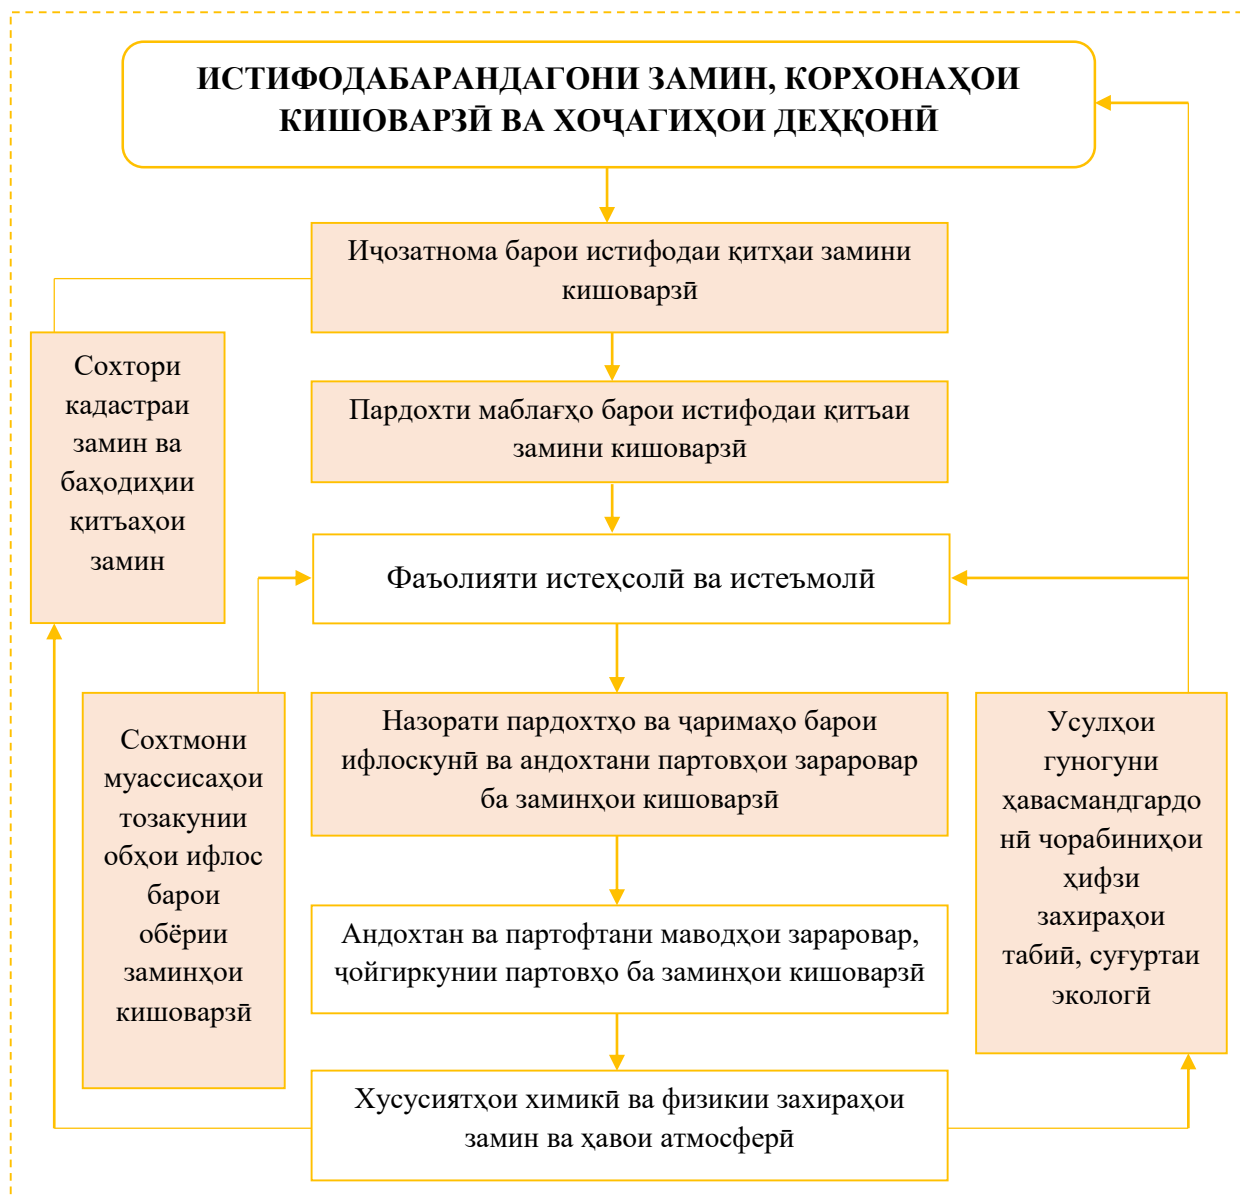 ИСТИФОДАБАРАНДАГОНИ ЗАМИН, КОРХОНАҲОИ
КИШОВАРЗӢ ВА ХОҶАГИҲОИ ДЕҲҚОНӢ
Иҷозатнома барои истифодаи қитҳаи замини
кишоварзӣ
Сохтори
кадастраи
замин ва
баҳодиҳии
қитъаҳои
замин
Пардохти маблағҳо барои истифодаи қитъаи
замини кишоварзӣ
Фаъолияти истеҳсолӣ ва истеъмолӣ
Сохтмони
муассисаҳои
тозакунии
обҳои ифлос
барои
обёрии
заминҳои
кишоварзӣ
Назорати пардохтҳо ва ҷаримаҳо барои
ифлоскунӣ ва андохтани партовҳои зараровар
ба заминҳои кишоварзӣ
Усулҳои
гуногуни
ҳавасмандгардо
нӣ чорабиниҳои
ҳифзи
захираҳои
табиӣ, суғуртаи
экологӣ
Андохтан ва партофтани маводҳои зараровар,
ҷойгиркунии партовҳо ба заминҳои кишоварзӣ
Хусусиятҳои химикӣ ва физикии захираҳои
замин ва ҳавои атмосферӣ